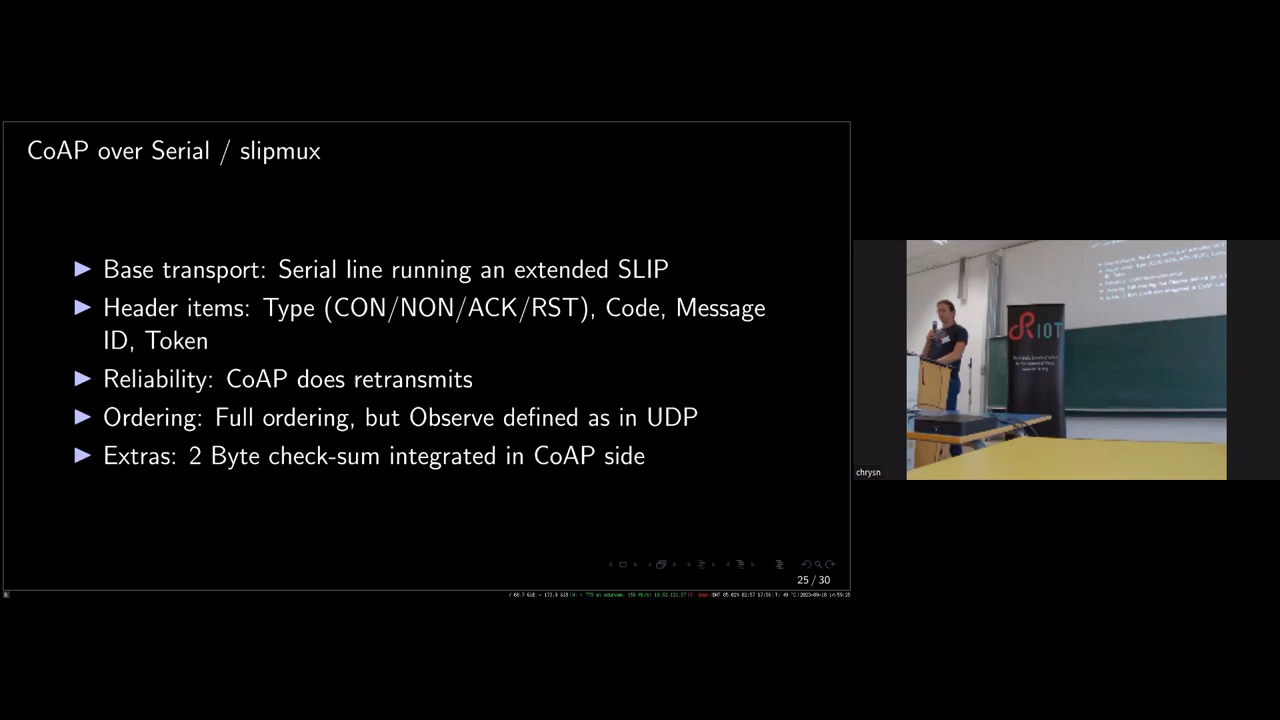 CoAP over Serial / slipmux
▶ Base transport: Serial line running an extended SLIP
▶ Header items: Type (CON/NON/ACK/RST), Code, Message
ID, Token
▶ Reliability: CoAP does retransmits
▶ Ordering: Full ordering, but Observe defined as in UDP
▶ Extras: 2 Byte check-sum integrated in CoAP side
25 / 30
RIOT
chrysn